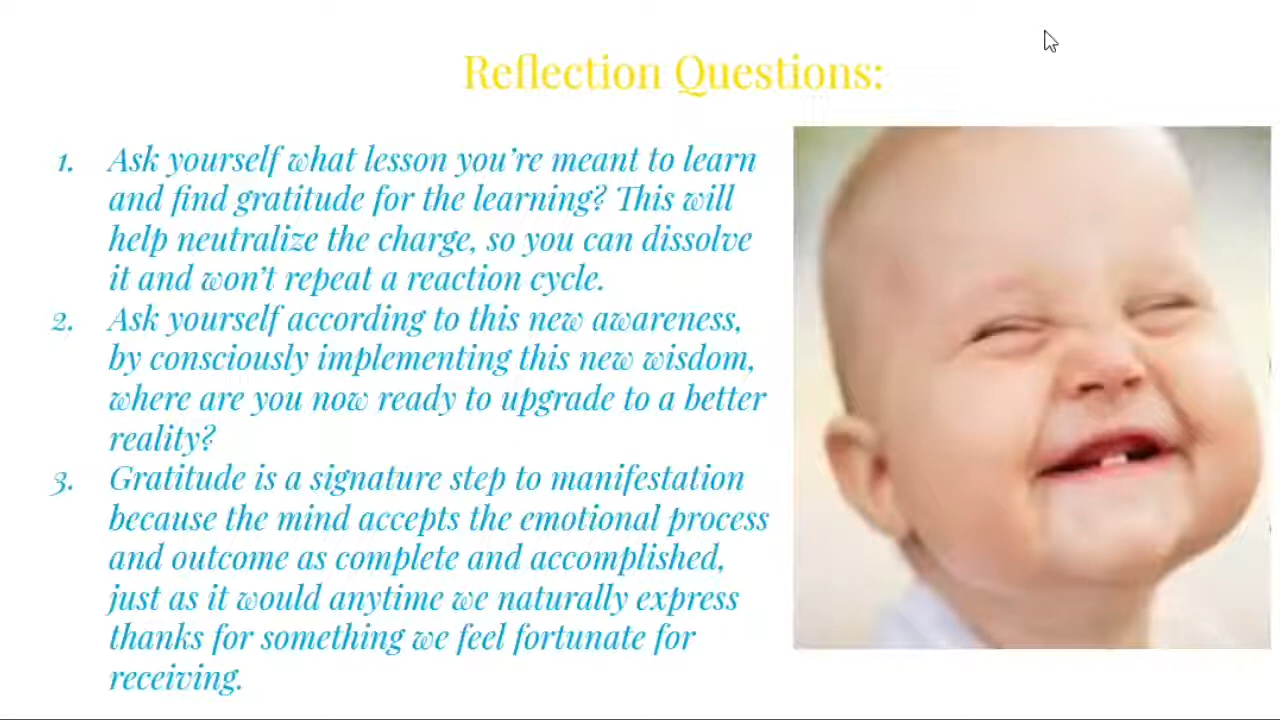 Reflection Questions:
1. Ask yourself what lesson you’re meant to learn
and find gratitude for the learning? This will
help neutralize the charge, so you can dissolve
it and won’t repeat a reaction cycle.
2. Ask yourself according to this new awareness,
by consciously implementing this new wisdom,
where are you now ready to upgrade to a better
reality?
3. Gratitude is a signature step to manifestation
because the mind accepts the emotional process
and outcome as complete and accomplished,
just as it would anytime we naturally express
thanks for something we feel fortunate for
receiving.